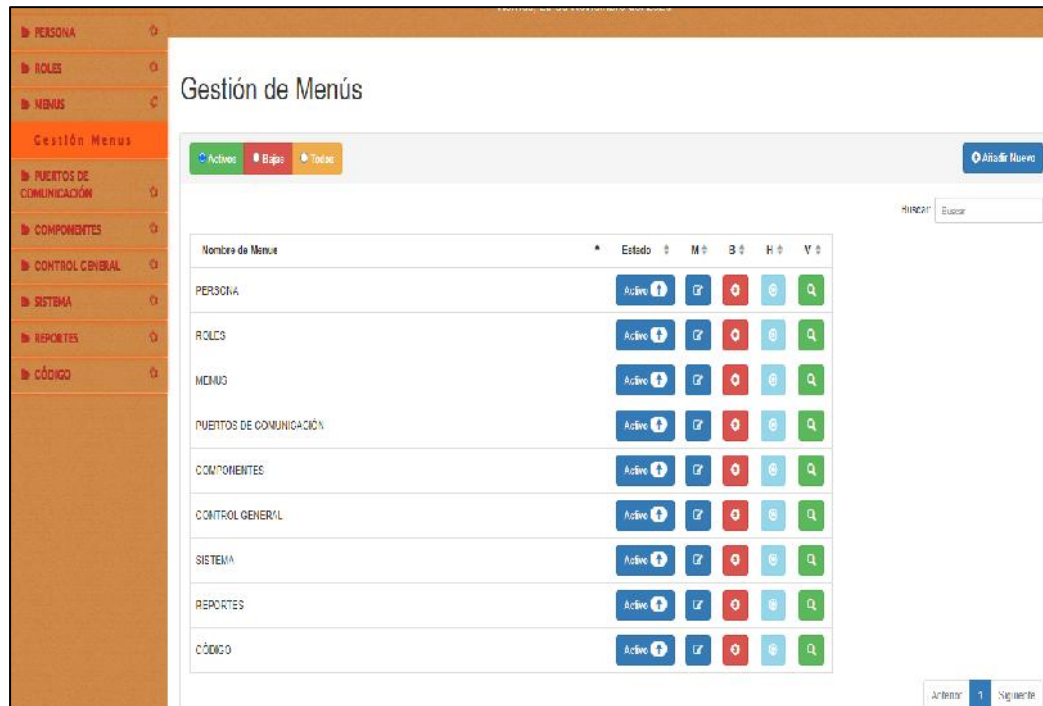 PERSONA
ROLES
MENUS
Gestión Menus
PUERTOS DE
COMUNICACIÓN
COMPONENTES
CONTROL GENERAL
SISTEMA
REPORTES
CÓDIGO
Gestión de Menús
Activos Bajas Todos
Añadir Nuevo
Buscar: Buscar
Nombre de Menus Estado M B H V
PERSONA Activo
ROLES Activo
MENUS Activo
PUERTOS DE COMUNICACIÓN Activo
COMPONENTES Activo
CONTROL GENERAL Activo
SISTEMA Activo
REPORTES Activo
CÓDIGO Activo
Anterior 1 Siguiente